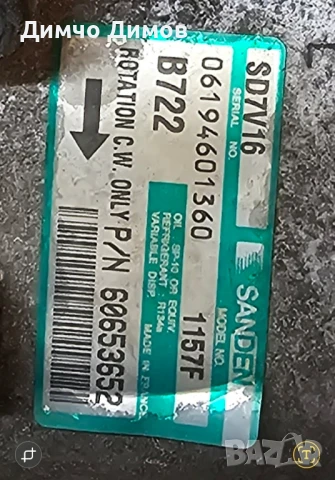 Димчо Димов
SANDEN
MODEL NO.
SD7V16
1157F
SERIAL NO.
06194601360
OIL SP-10 OR EQUIV.
REFRIGERANT : R134a
VARIABLE DISP.
MADE IN FRANCE
B722
P/N 60653652
ROTATION C.W. ONLY
bazar